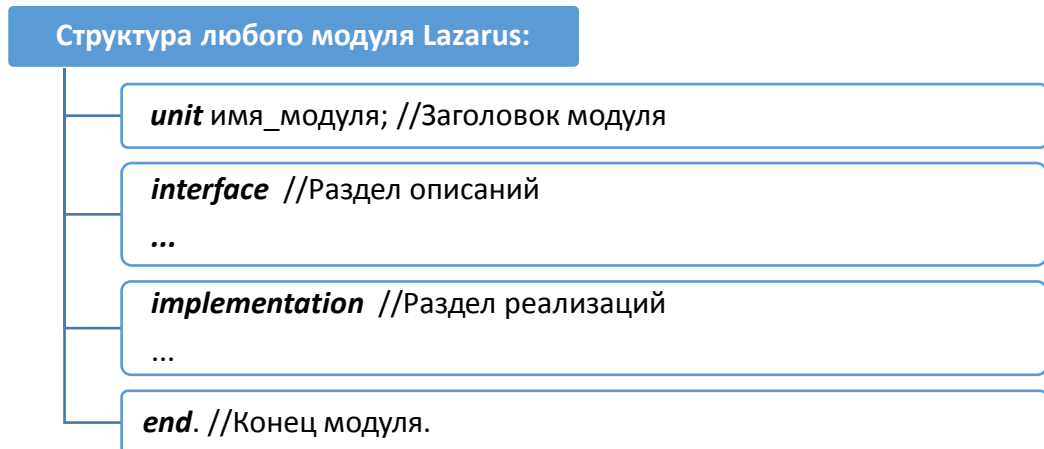 Структура любого модуля Lazarus:
unit имя_модуля; //Заголовок модуля
interface //Раздел описаний
...
implementation //Раздел реализаций
...
end. //Конец модуля.